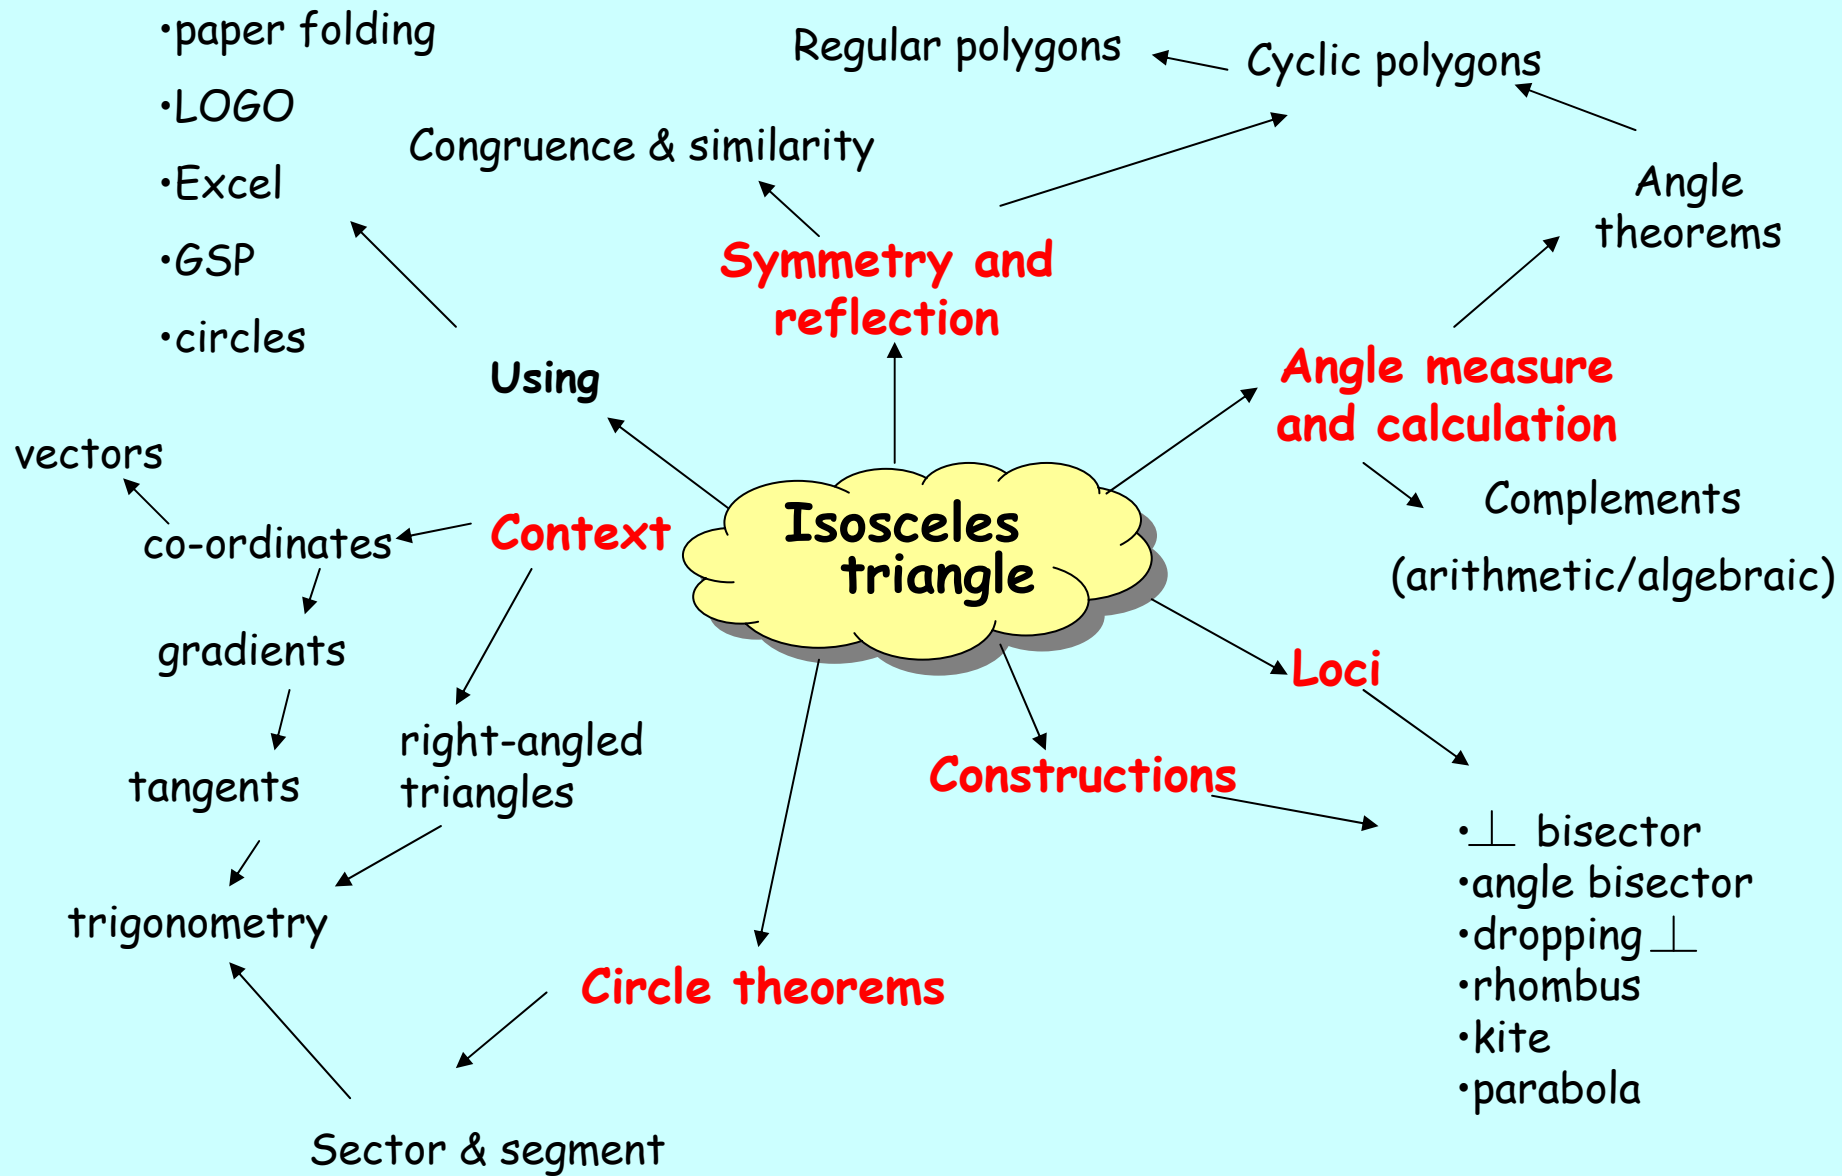 •paper folding
•LOGO
•Excel
•GSP
•circles
Regular polygons
Cyclic polygons
Congruence & similarity
Angle
theorems
Symmetry and
reflection
Using
Angle measure
and calculation
vectors
co-ordinates
Context
Isosceles
triangle
Complements
(arithmetic/algebraic)
gradients
Loci
right-angled
triangles
tangents
Constructions
•⊥ bisector
•angle bisector
•dropping ⊥
•rhombus
•kite
•parabola
trigonometry
Circle theorems
Sector & segment